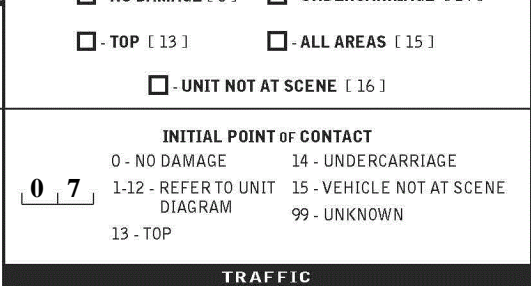 - TOP [ 13 ] - ALL AREAS [ 15 ]
- UNIT NOT AT SCENE [ 16 ]
INITIAL POINT OF CONTACT
0 - NO DAMAGE 14 - UNDERCARRIAGE
0 7 1-12 - REFER TO UNIT 15 - VEHICLE NOT AT SCENE
DIAGRAM 99 - UNKNOWN
13 - TOP
TRAFFIC